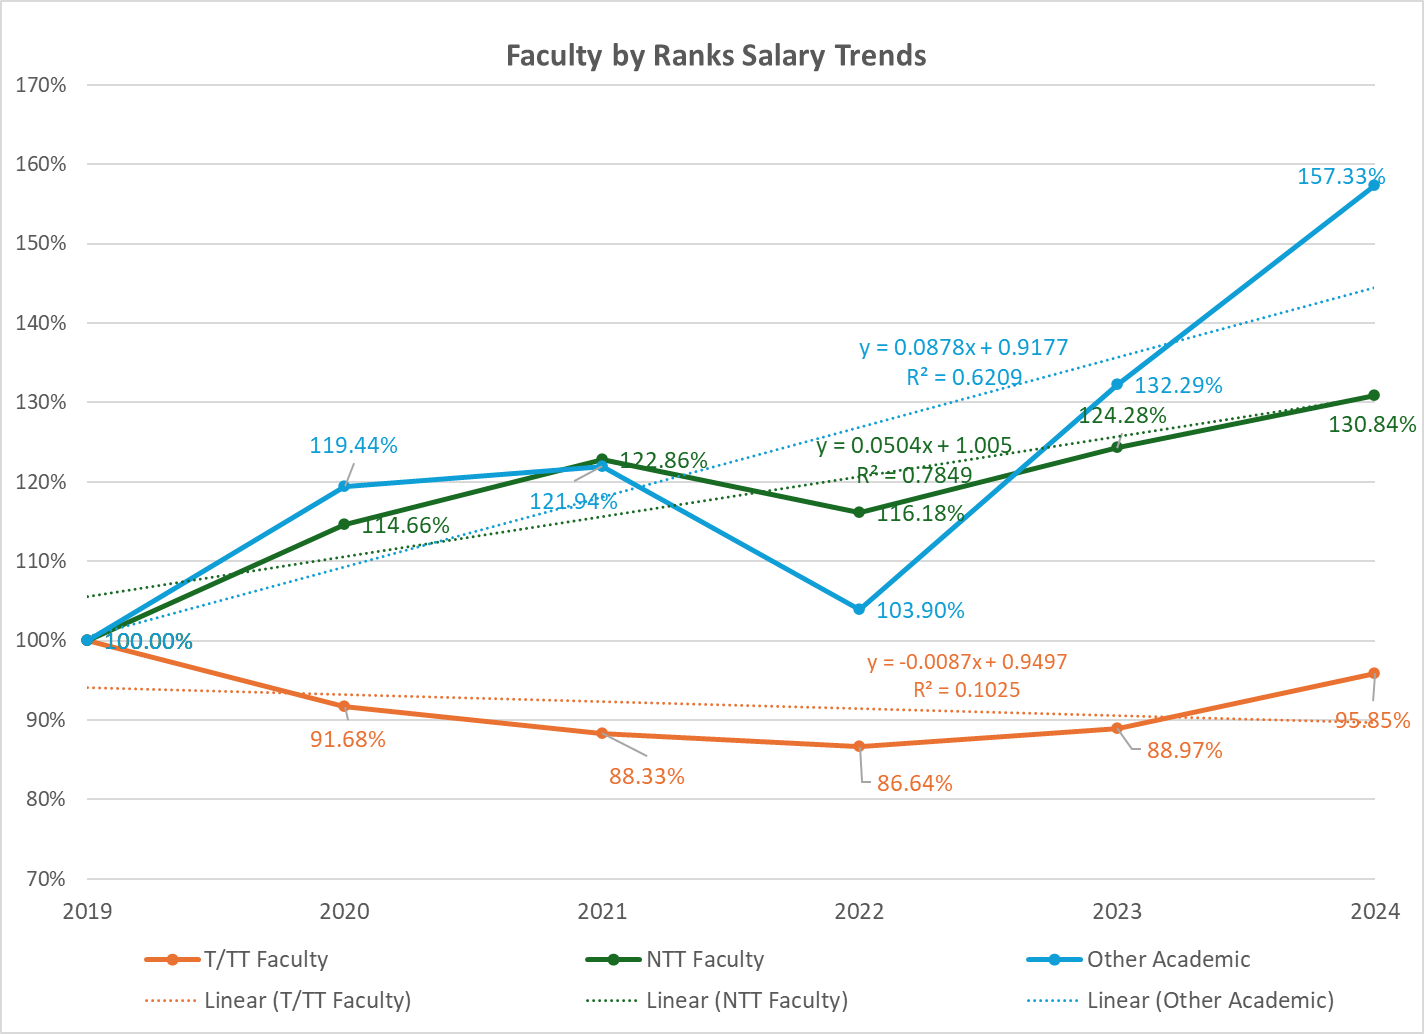 Faculty by Ranks Salary Trends
170%
160%
157.33%
150%
140%
y = 0.0878x + 0.9177
R² = 0.6209
132.29%
130%
124.28%
130.84%
119.44%
y = 0.0504x + 1.005
R² = 0.7849
122.86%
120%
121.94%
116.18%
114.66%
110%
103.90%
100%
100.00%
y = -0.0087x + 0.9497
R² = 0.1025
95.85%
90%
91.68%
88.97%
88.33%
86.64%
80%
70%
2019 2020 2021 2022 2023 2024
T/TT Faculty NTT Faculty Other Academic
Linear (T/TT Faculty) Linear (NTT Faculty) Linear (Other Academic)